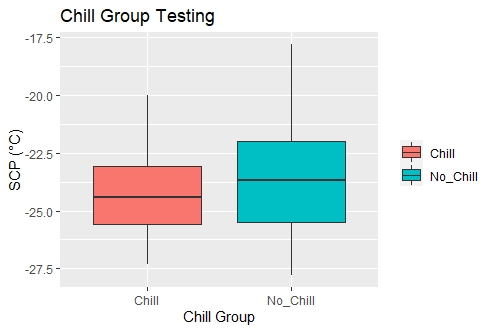 Chill Group Testing
-17.5
-20.0
-22.5
-25.0
-27.5
SCP (°C)
Chill
No_Chill
Chill Group
Chill
No_Chill